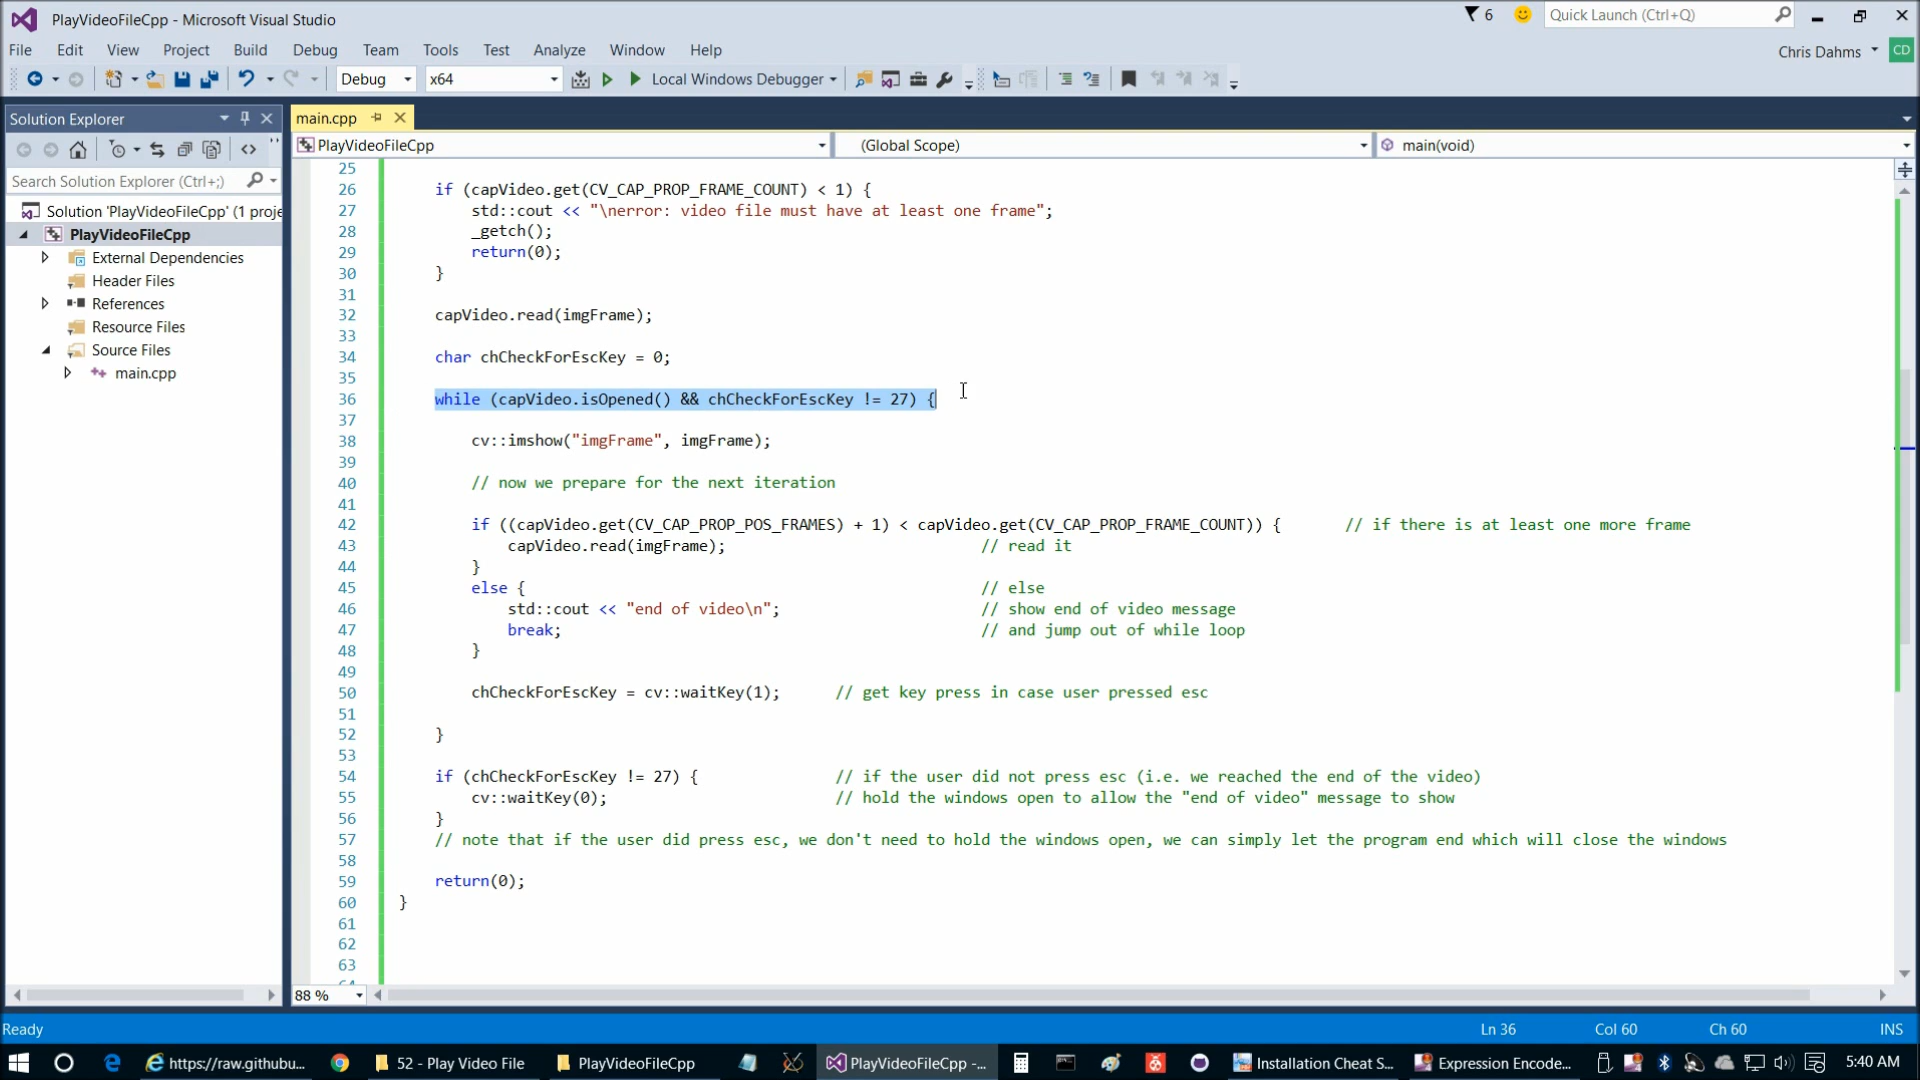 PlayVideoFileCpp - Microsoft Visual Studio
6
Quick Launch (Ctrl+Q)
File Edit View Project Build Debug Team Tools Test Analyze Window Help
Chris Dahms CD
Debug x64 Local Windows Debugger
Solution Explorer
main.cpp
PlayVideoFileCpp (Global Scope) main(void)
Search Solution Explorer (Ctrl+;)
Solution 'PlayVideoFileCpp' (1 proje
PlayVideoFileCpp
External Dependencies
Header Files
References
Resource Files
Source Files
main.cpp
25
26 if (capVideo.get(CV_CAP_PROP_FRAME_COUNT) < 1) {
27 std::cout << "\nerror: video file must have at least one frame";
28 _getch();
29 return(0);
30 }
31
32 capVideo.read(imgFrame);
33
34 char chCheckForEscKey = 0;
35
36 while (capVideo.isOpened() && chCheckForEscKey != 27) {
37
38 cv::imshow("imgFrame", imgFrame);
39
40 // now we prepare for the next iteration
41
42 if ((capVideo.get(CV_CAP_PROP_POS_FRAMES) + 1) < capVideo.get(CV_CAP_PROP_FRAME_COUNT)) { // if there is at least one more frame
43 capVideo.read(imgFrame); // read it
44 }
45 else { // else
46 std::cout << "end of video\n"; // show end of video message
47 break; // and jump out of while loop
48 }
49
50 chCheckForEscKey = cv::waitKey(1); // get key press in case user pressed esc
51
52 }
53
54 if (chCheckForEscKey != 27) { // if the user did not press esc (i.e. we reached the end of the video)
55 cv::waitKey(0); // hold the windows open to allow the "end of video" message to show
56 }
57 // note that if the user did press esc, we don't need to hold the windows open, we can simply let the program end which will close the windows
58
59 return(0);
60 }
61
62
63
88 %
Ready Ln 36 Col 60 Ch 60 INS
https://raw.githubu... 52 - Play Video File PlayVideoFileCpp PlayVideoFileCpp -... Installation Cheat S... Expression Encode... 5:40 AM